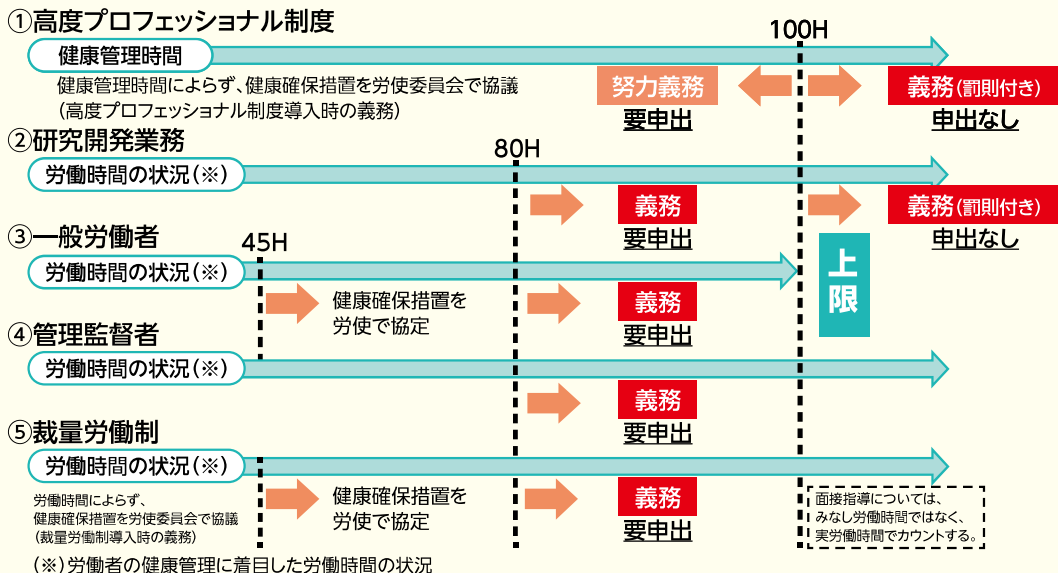 ①高度プロフェッショナル制度
100H
健康管理時間
健康管理時間によらず、健康確保措置を労使委員会で協議
(高度プロフェッショナル制度導入時の義務)
努力義務
要申出
義務(罰則付き)
申出なし
②研究開発業務
80H
労働時間の状況(※)
義務
要申出
義務(罰則付き)
申出なし
③一般労働者
45H
労働時間の状況(※)
健康確保措置を
労使で協定
義務
要申出
上限
④管理監督者
労働時間の状況(※)
義務
要申出
⑤裁量労働制
労働時間の状況(※)
労働時間によらず、
健康確保措置を労使委員会で協議
(裁量労働制導入時の義務)
健康確保措置を
労使で協定
義務
要申出
面接指導については、
みなし労働時間ではなく、
実労働時間でカウントする。
(※)労働者の健康管理に着目した労働時間の状況